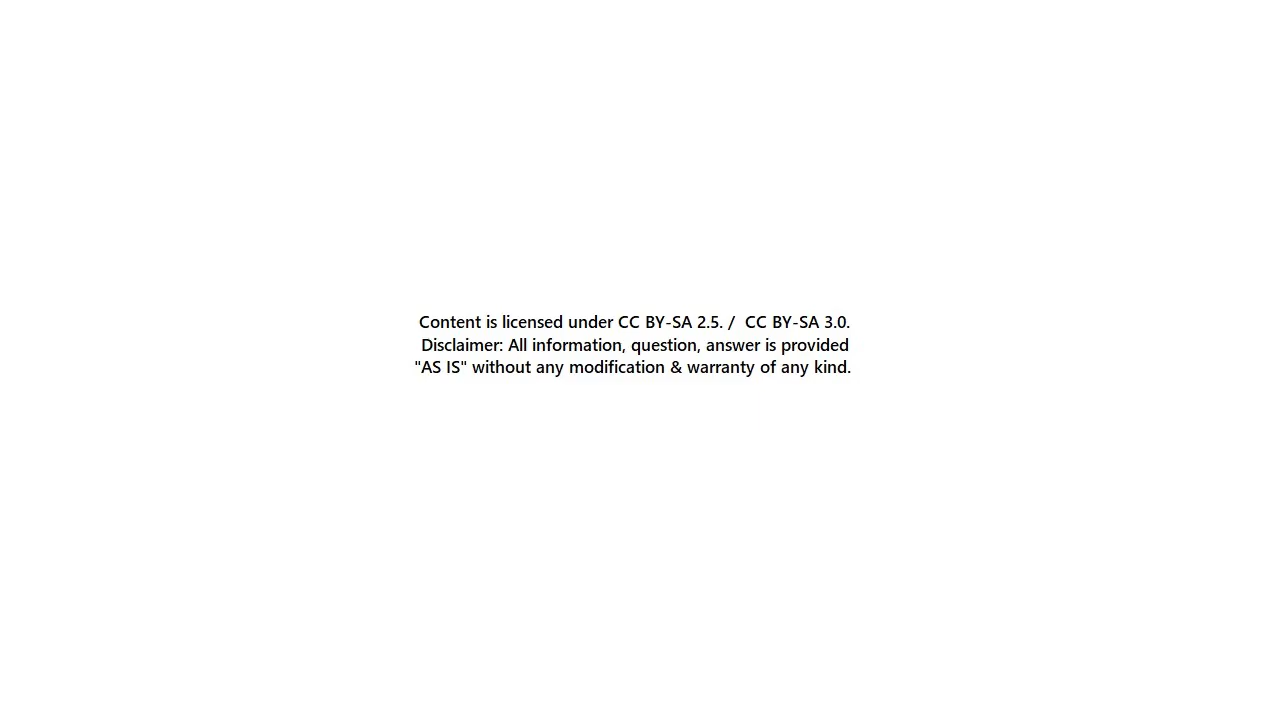 Content is licensed under CC BY-SA 2.5. /  CC BY-SA 3.0.
Disclaimer: All information, question, answer is provided
"AS IS" without any modification & warranty of any kind.